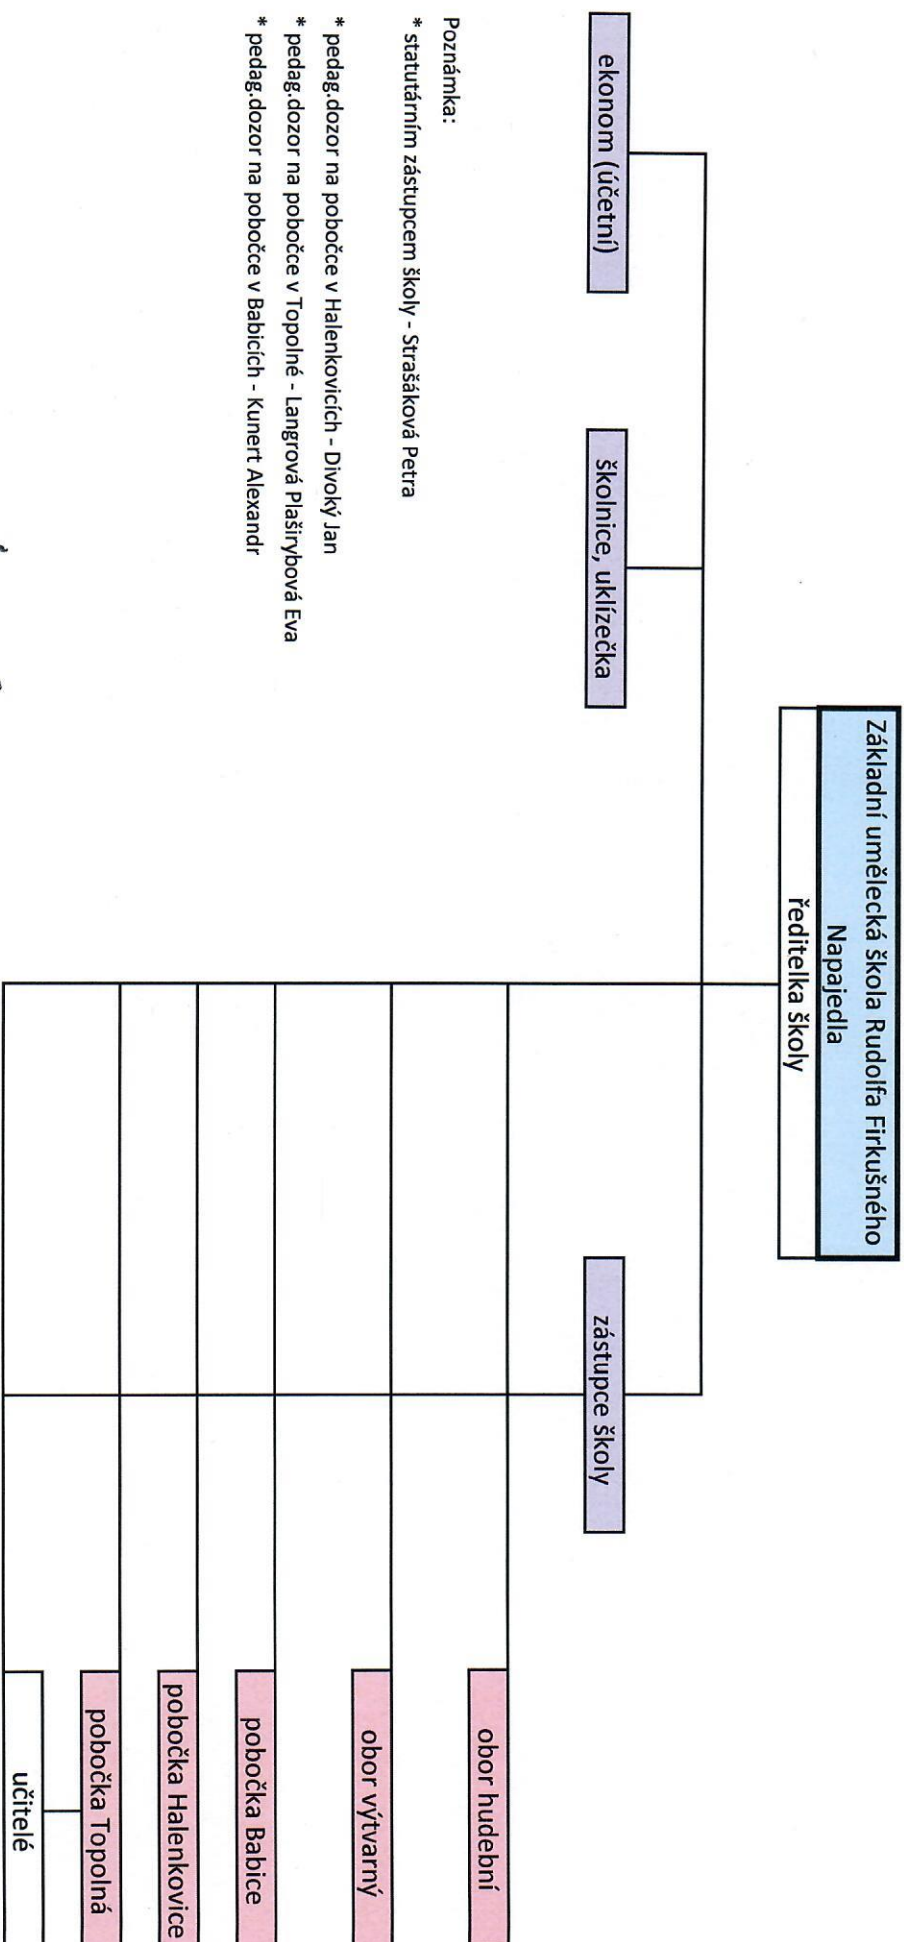 Základní umělecká škola Rudolfa Firkušného
Napajedla
ředitelka školy
ekonom (účetní)
školnice, uklízečka
zástupce školy
obor hudební
obor výtvarný
pobočka Babice
pobočka Halenkovice
pobočka Topolná
učitelé
Poznámka:
* statutárním zástupcem školy - Strašáková Petra
* pedag.dozor na pobočce v Halenkovicích - Divoký Jan
* pedag.dozor na pobočce v Topolné - Langrová Plaširybová Eva
* pedag.dozor na pobočce v Babicích - Kunert Alexandr